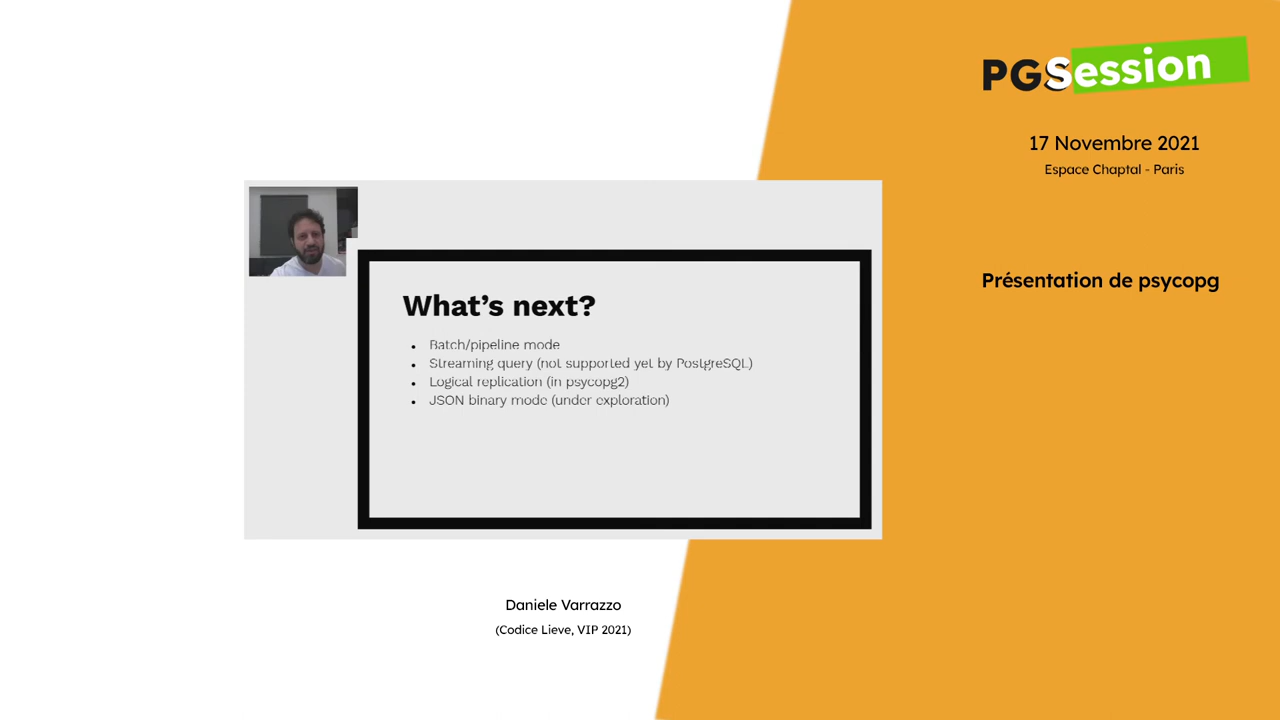 PGSession
17 Novembre 2021
Espace Chaptal - Paris
Présentation de psycopg
What's next?
• Batch/pipeline mode
• Streaming query (not supported yet by PostgreSQL)
• Logical replication (in psycopg2)
• JSON binary mode (under exploration)
Daniele Varrazzo
(Codice Lieve, VIP 2021)